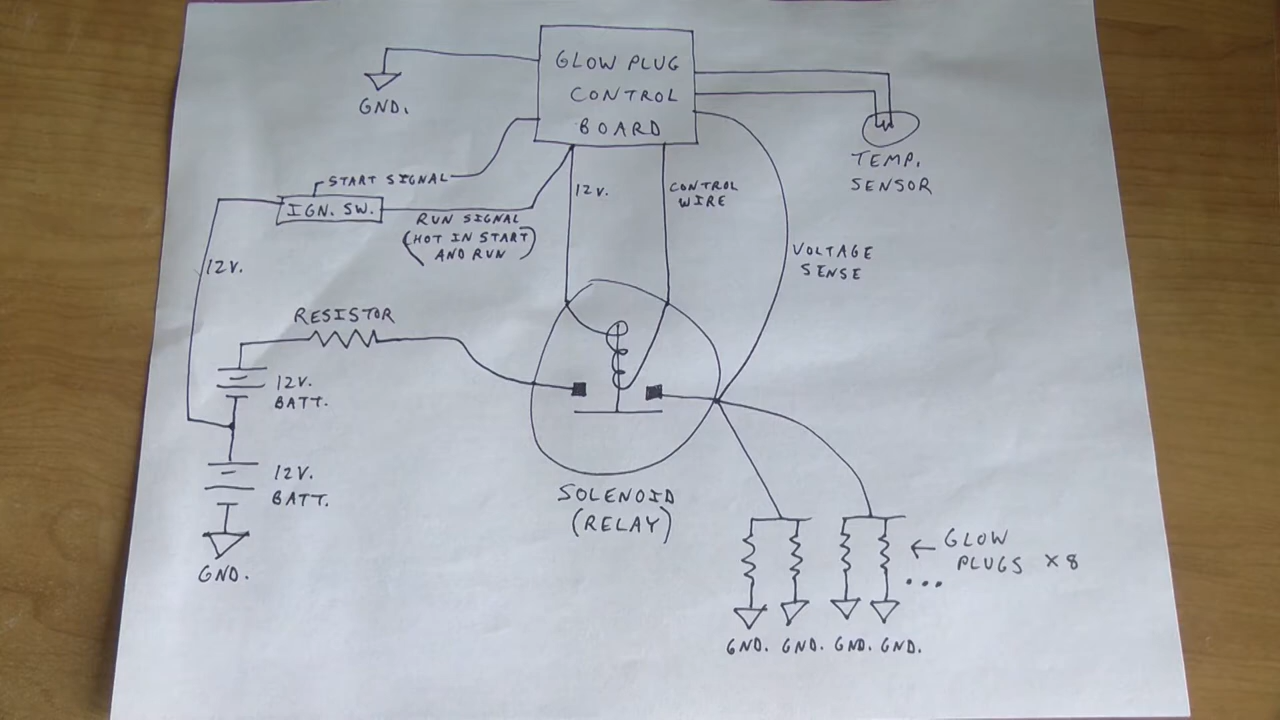 GLOW PLUG
CONTROL
BOARD
GND.
TEMP.
SENSOR
START SIGNAL
IGN. SW.
RUN SIGNAL
(HOT IN START
AND RUN)
12V.
CONTROL
WIRE
VOLTAGE
SENSE
12V.
RESISTOR
12V.
BATT.
12V.
BATT.
GND.
SOLENOID
(RELAY)
← GLOW
PLUGS X8
...
GND. GND. GND. GND.